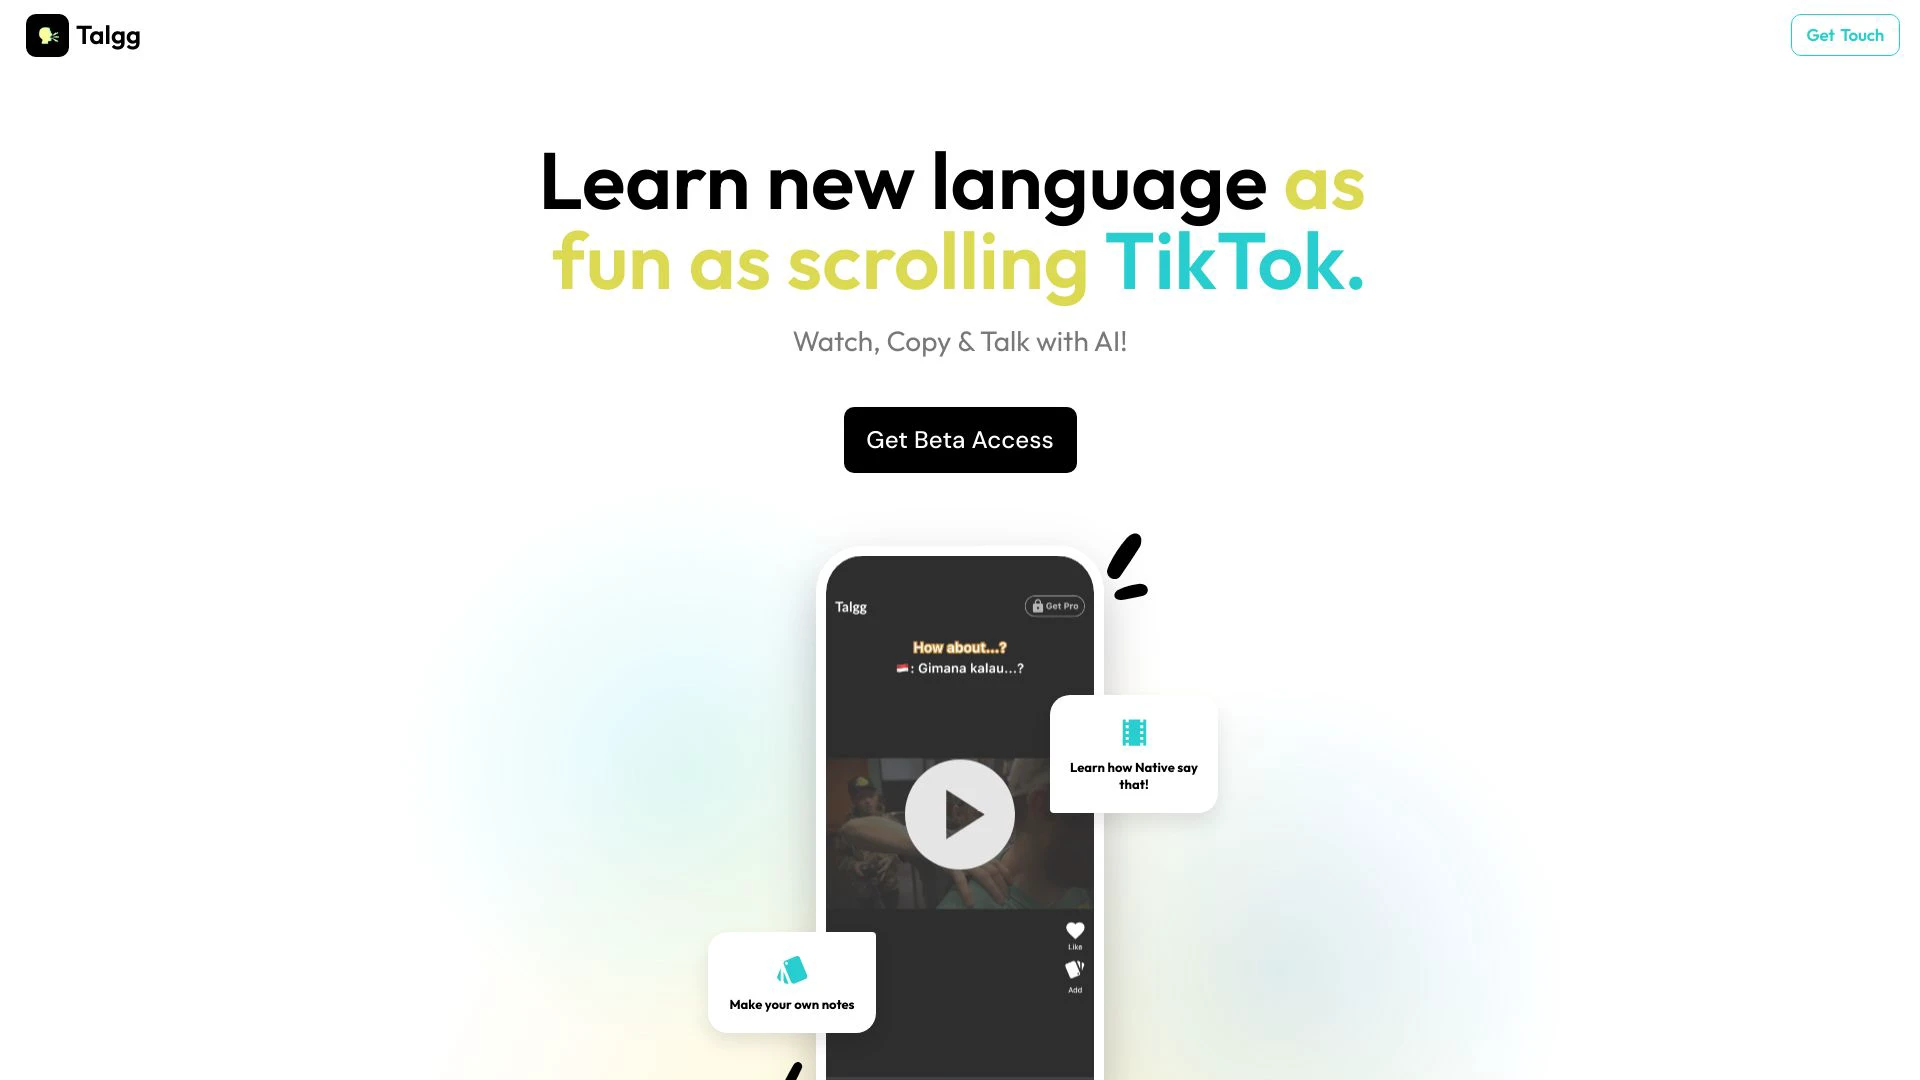 Talgg
Get Touch
Learn new language as
fun as scrolling TikTok.
Watch, Copy & Talk with AI!
Get Beta Access
Talgg
Get Pro
How about...?
🇮🇩: Gimana kalau...?
Learn how Native say
that!
Like
Add
Make your own notes